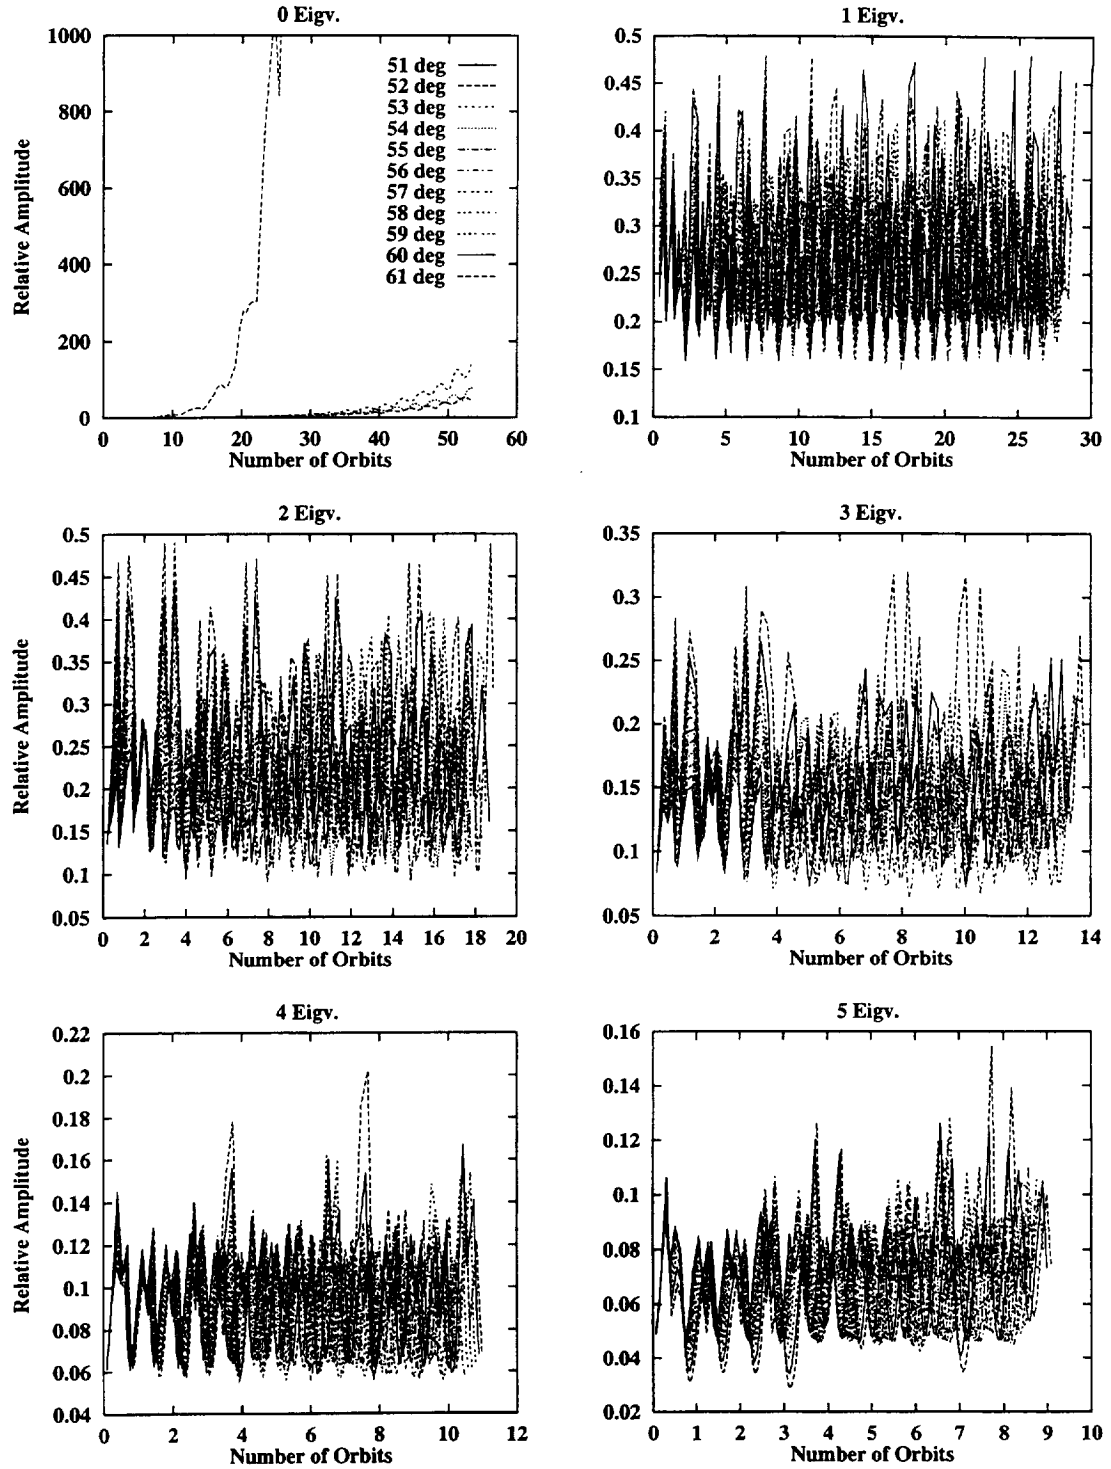 0 Eigv.
1000
800
600
400
200
0
Relative Amplitude
51 deg
52 deg
53 deg
54 deg
55 deg
56 deg
57 deg
58 deg
59 deg
60 deg
61 deg
0 10 20 30 40 50 60
Number of Orbits
1 Eigv.
0.5
0.45
0.4
0.35
0.3
0.25
0.2
0.15
0.1
0 5 10 15 20 25 30
Number of Orbits
2 Eigv.
0.5
0.45
0.4
0.35
0.3
0.25
0.2
0.15
0.1
0.05
Relative Amplitude
0 2 4 6 8 10 12 14 16 18 20
Number of Orbits
3 Eigv.
0.35
0.3
0.25
0.2
0.15
0.1
0.05
0 2 4 6 8 10 12 14
Number of Orbits
4 Eigv.
0.22
0.2
0.18
0.16
0.14
0.12
0.1
0.08
0.06
0.04
Relative Amplitude
0 2 4 6 8 10 12
Number of Orbits
5 Eigv.
0.16
0.14
0.12
0.1
0.08
0.06
0.04
0.02
0 1 2 3 4 5 6 7 8 9 10
Number of Orbits